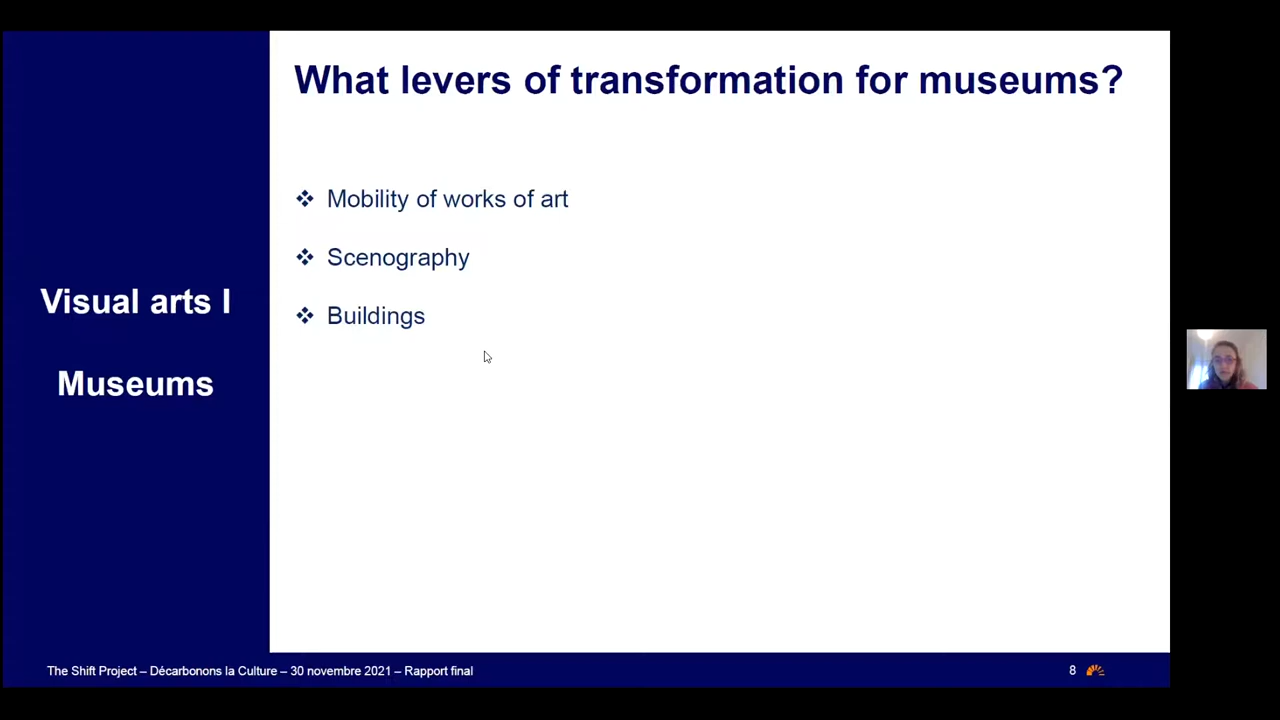 What levers of transformation for museums?
Mobility of works of art
Scenography
Buildings
Visual arts I
Museums
The Shift Project – Décarbonons la Culture – 30 novembre 2021 – Rapport final
8